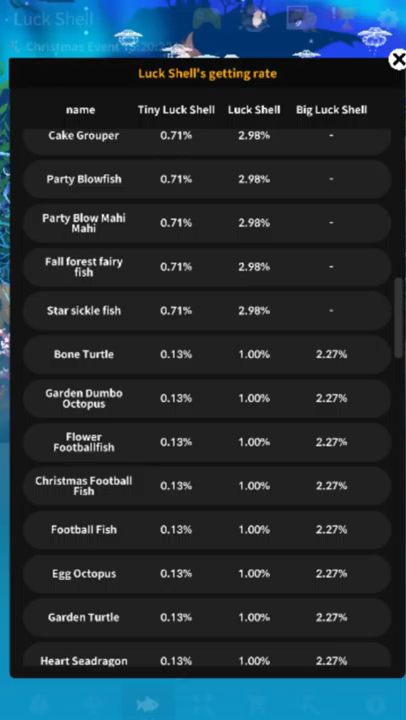 Luck Shell
Christmas Event
Luck Shell's getting rate
name Tiny Luck Shell Luck Shell Big Luck Shell
Cake Grouper 0.71% 2.98% -
Party Blowfish 0.71% 2.98% -
Party Blow Mahi
Mahi 0.71% 2.98% -
Fall forest fairy
fish 0.71% 2.98% -
Star sickle fish 0.71% 2.98% -
Bone Turtle 0.13% 1.00% 2.27%
Garden Dumbo
Octopus 0.13% 1.00% 2.27%
Flower
Footballfish 0.13% 1.00% 2.27%
Christmas Football
Fish 0.13% 1.00% 2.27%
Football Fish 0.13% 1.00% 2.27%
Egg Octopus 0.13% 1.00% 2.27%
Garden Turtle 0.13% 1.00% 2.27%
Heart Seadragon 0.13% 1.00% 2.27%